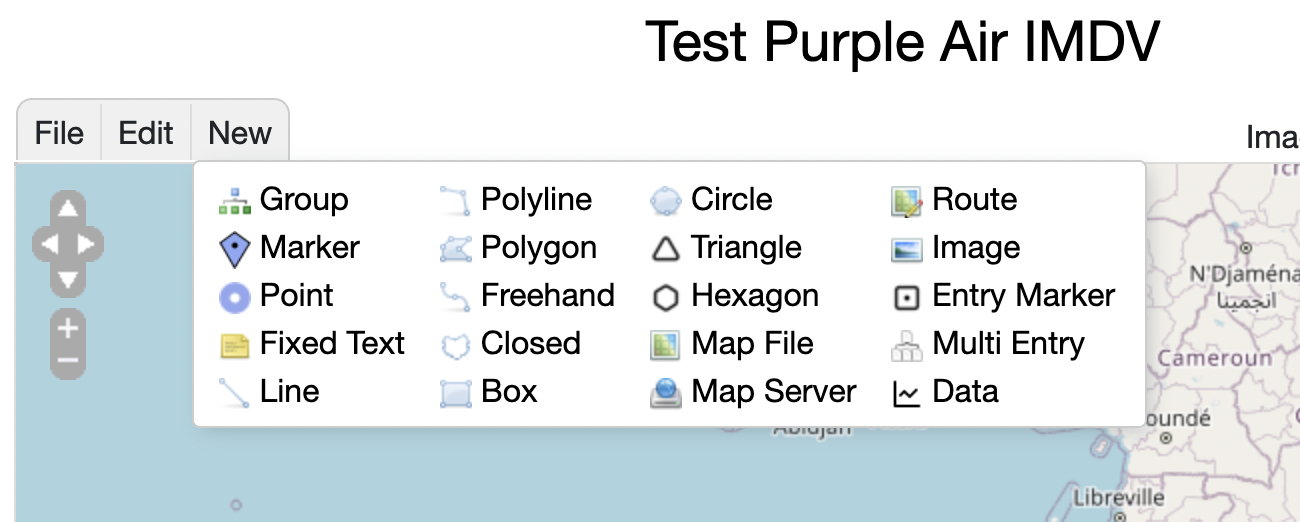 Test Purple Air IMDV
File Edit New
Ima
Group Polyline Circle Route
Marker Polygon Triangle Image
Point Freehand Hexagon Entry Marker
Fixed Text Closed Map File Multi Entry
Line Box Map Server Data
N'Djaména
انجمينا
Cameroun
oundé
Abidjan
Libreville